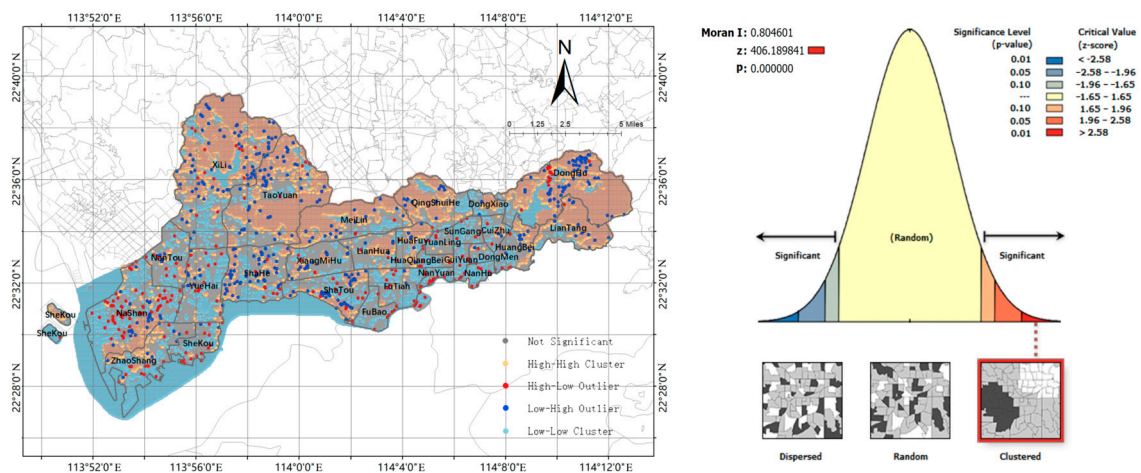 113°52'0"E 113°56'0"E 114°0'0"E 114°4'0"E 114°8'0"E 114°12'0"E
22°40'0"N 22°40'0"N
22°36'0"N 22°36'0"N
22°32'0"N 22°32'0"N
22°28'0"N 22°28'0"N
N
0 1.25 2.5 5 Miles
XiLi
TaoYuan
DongHu
QingShuiHe DongXiao
MeiLin
LianTang
SunGang CuiZhu
HuaFu YuanLing
HuangBei
NanTou
XiangMiHu
LianHua
HuaQiangBei GuiYuan DongMen
ShaHe
NanYuan NanHu
YueHai
ShaTou
FuTian
NaShan
FuBao
SheKou
SheKou
SheKou
ZhaoShang
Not Significant
High-High Cluster
High-Low Outlier
Low-High Outlier
Low-Low Cluster
113°52'0"E 113°56'0"E 114°0'0"E 114°4'0"E 114°8'0"E 114°12'0"E
Moran I: 0.804601
z: 406.189841
p: 0.000000
Significance Level
(p-value)
0.01
0.05
0.10
---
0.10
0.05
0.01
Critical Value
(z-score)
< -2.58
-2.58 - -1.96
-1.96 - -1.65
-1.65 - 1.65
1.65 - 1.96
1.96 - 2.58
> 2.58
(Random)
Significant
Significant
Dispersed
Random
Clustered